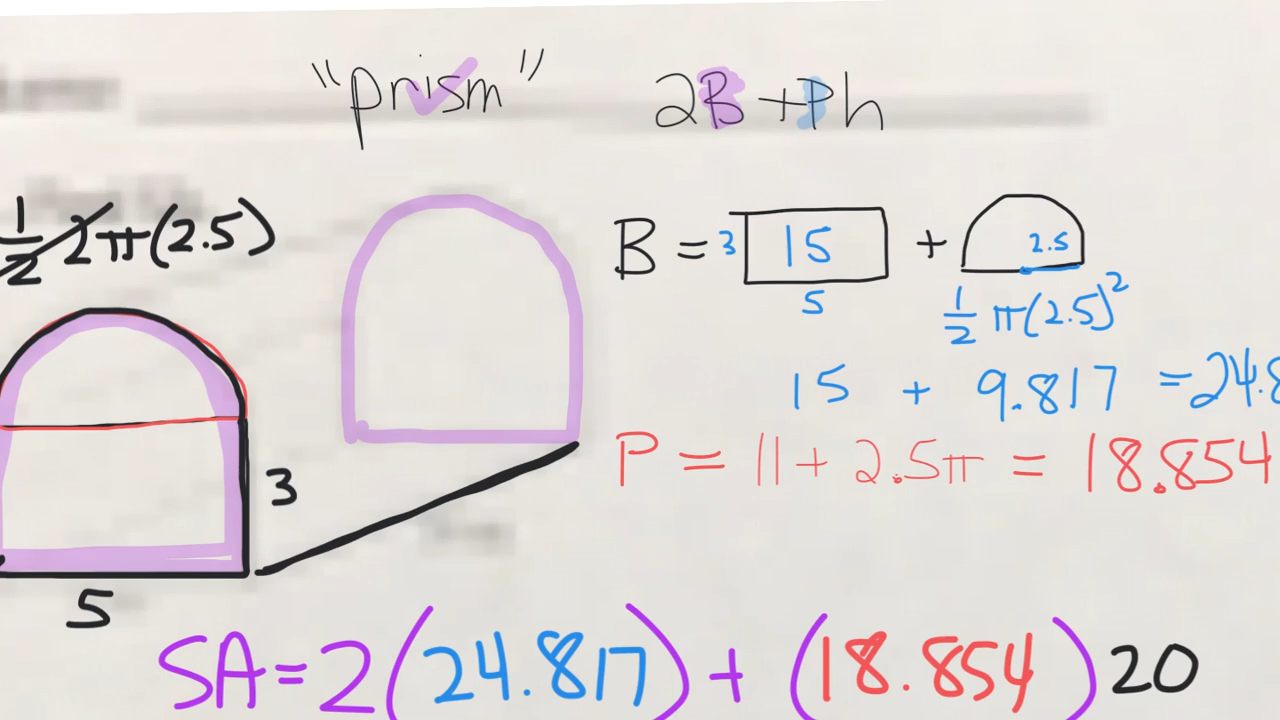 "prism" 2B + Ph
1/2 2π(2.5)
B = 3 15 + 2.5
5 1/2 π(2.5)²
15 + 9.817 = 24.8
P = 11 + 2.5π = 18.854
3
5
SA = 2(24.817) + (18.854)20